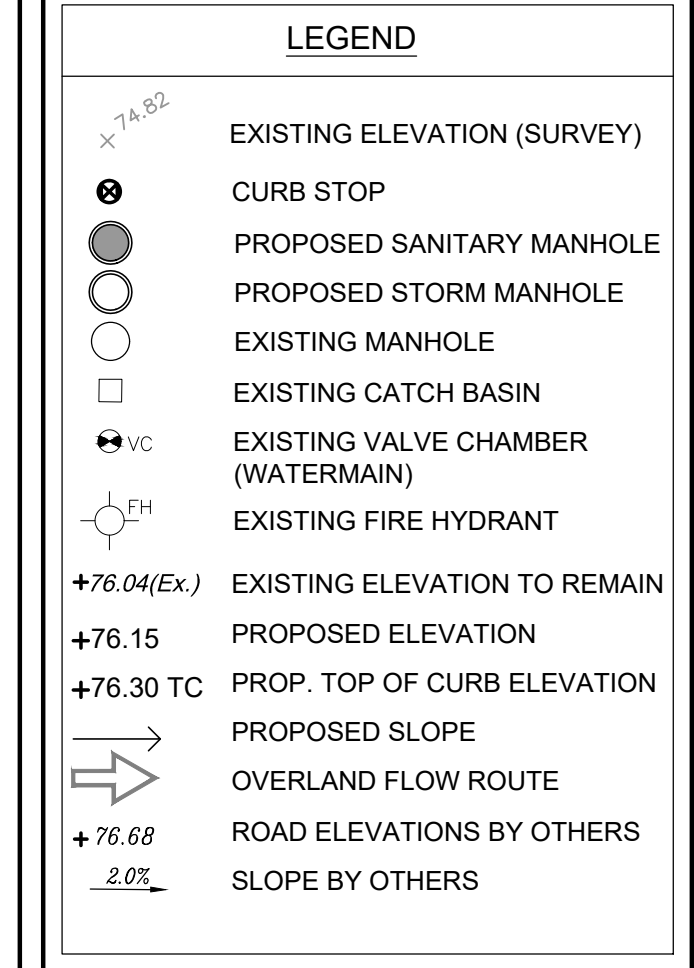 LEGEND
74.82 EXISTING ELEVATION (SURVEY)
CURB STOP
PROPOSED SANITARY MANHOLE
PROPOSED STORM MANHOLE
EXISTING MANHOLE
EXISTING CATCH BASIN
VC EXISTING VALVE CHAMBER
(WATERMAIN)
FH EXISTING FIRE HYDRANT
+76.04(Ex.) EXISTING ELEVATION TO REMAIN
+76.15 PROPOSED ELEVATION
+76.30 TC PROP. TOP OF CURB ELEVATION
PROPOSED SLOPE
OVERLAND FLOW ROUTE
+ 76.68 ROAD ELEVATIONS BY OTHERS
2.0% SLOPE BY OTHERS